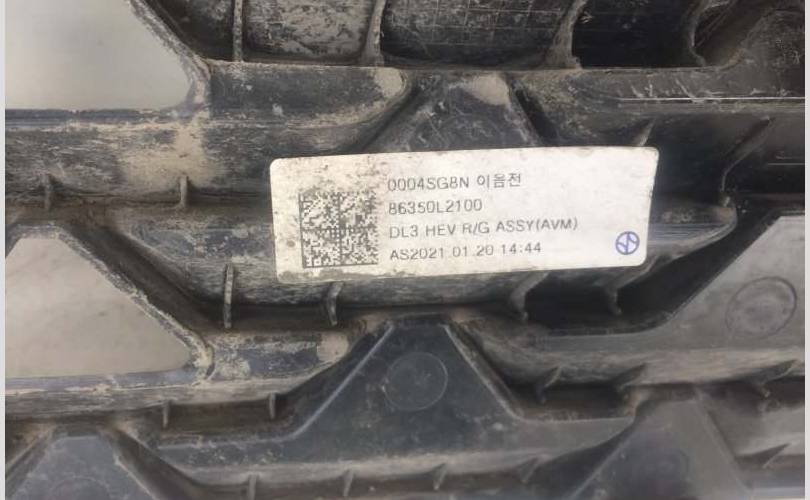 0004SG8N 이음전
86350L2100
DL3 HEV R/G ASSY(AVM)
AS2021.01.20 14:44